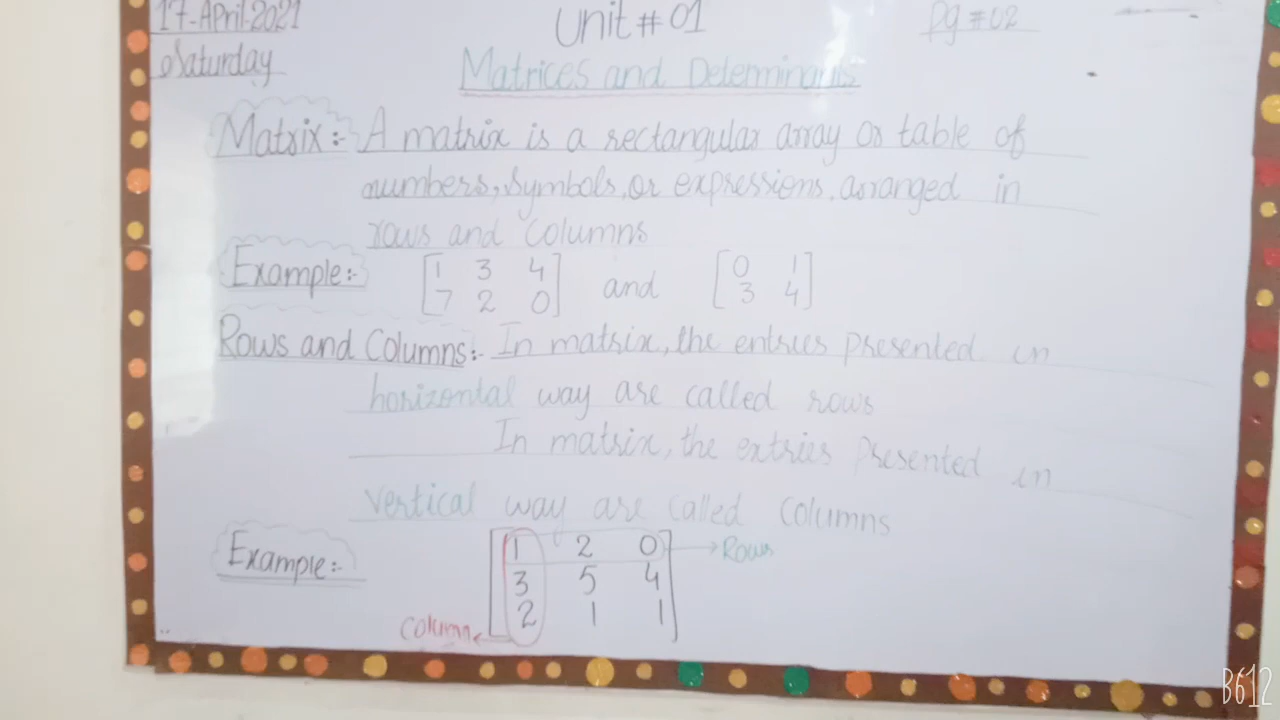 17-April-2021 Unit # 01 Pg # 02
Saturday
Matrices and Determinants
Matrix:- A matrix is a rectangular array or table of
numbers, symbols, or expressions, arranged in
rows and columns
Example:- [1 3 4 and [0 1
7 2 0] 3 4]
Rows and Columns:- In matrix, the entries presented in
horizontal way are called rows
In matrix, the extries presented in
vertical way are called columns
Example:- [1 2 0] → Rows
3 5 4
2 1 1
Column ←
B612